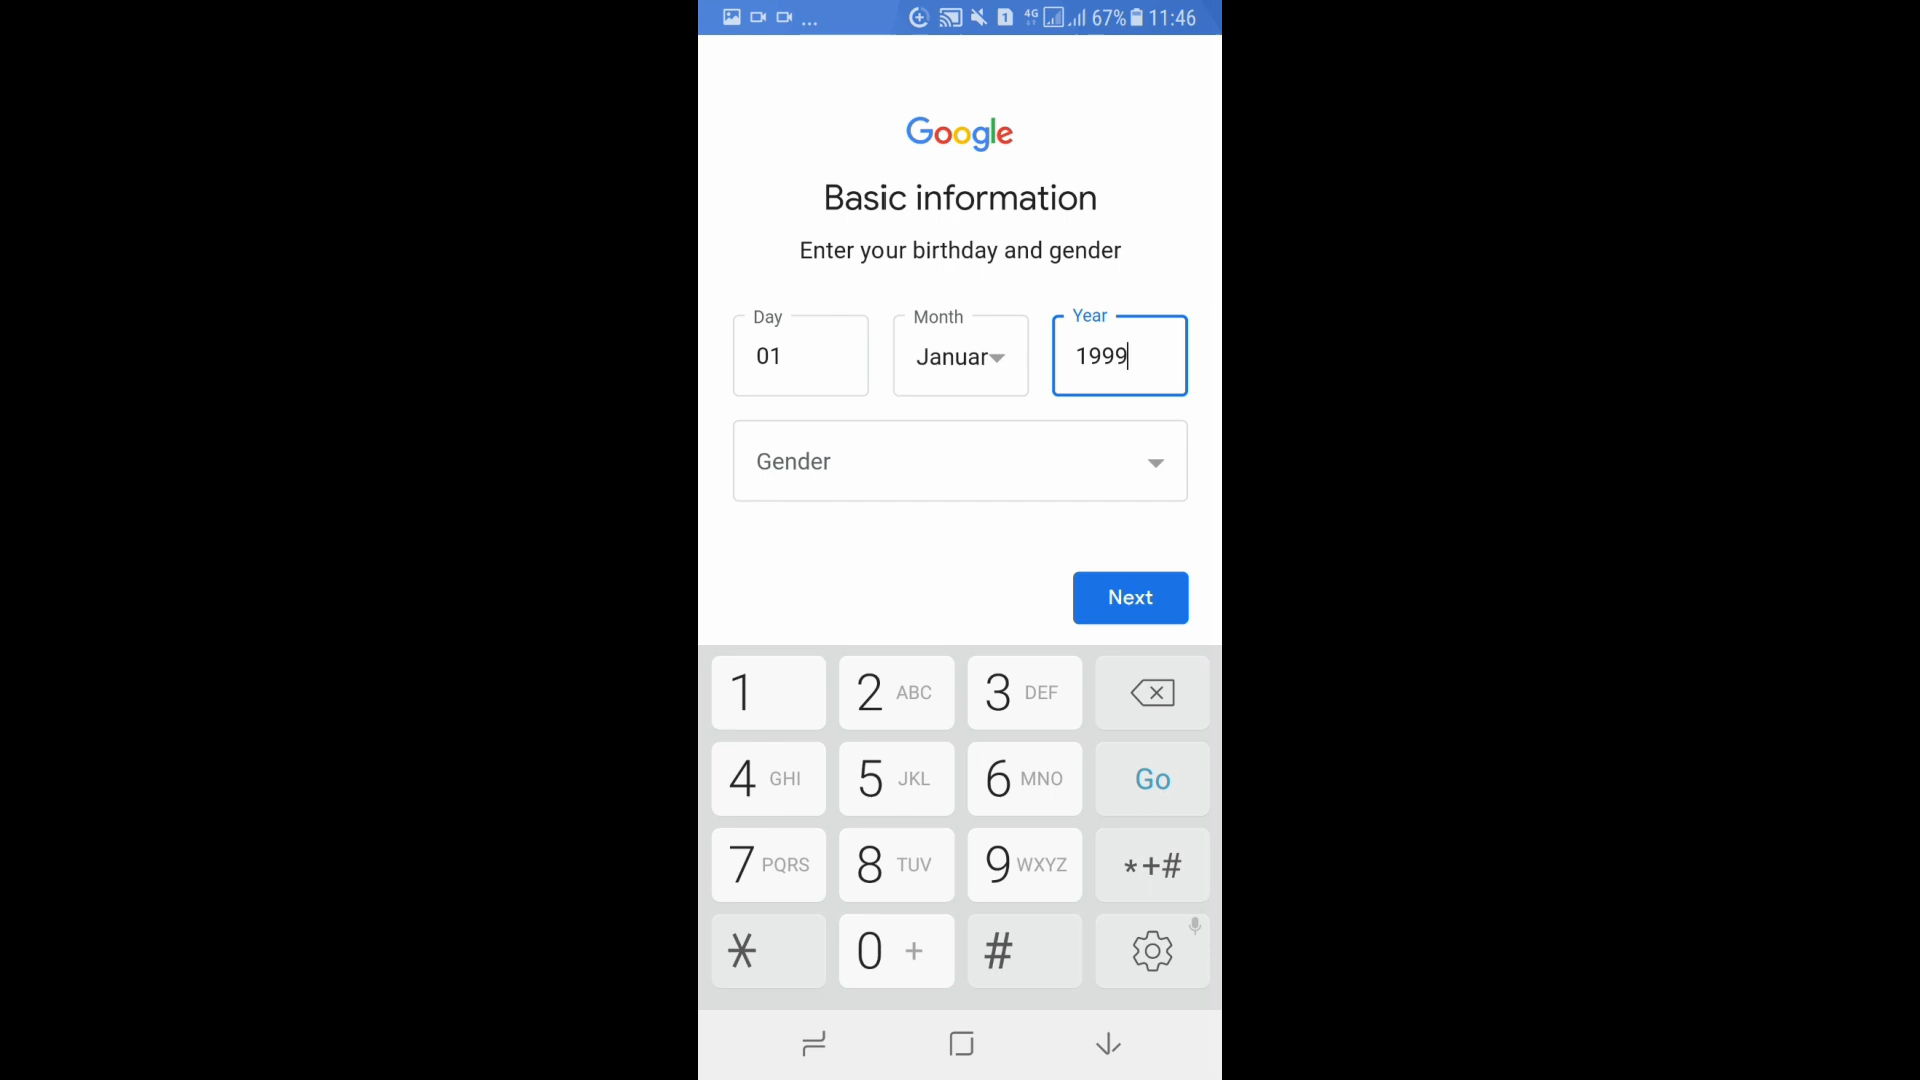 ... 1 4G 67% 11:46
Google
Basic information
Enter your birthday and gender
Day Month Year
01 Januar 1999
Gender
Next
1 2 ABC 3 DEF
4 GHI 5 JKL 6 MNO Go
7 PQRS 8 TUV 9 WXYZ *+#
* 0 + #